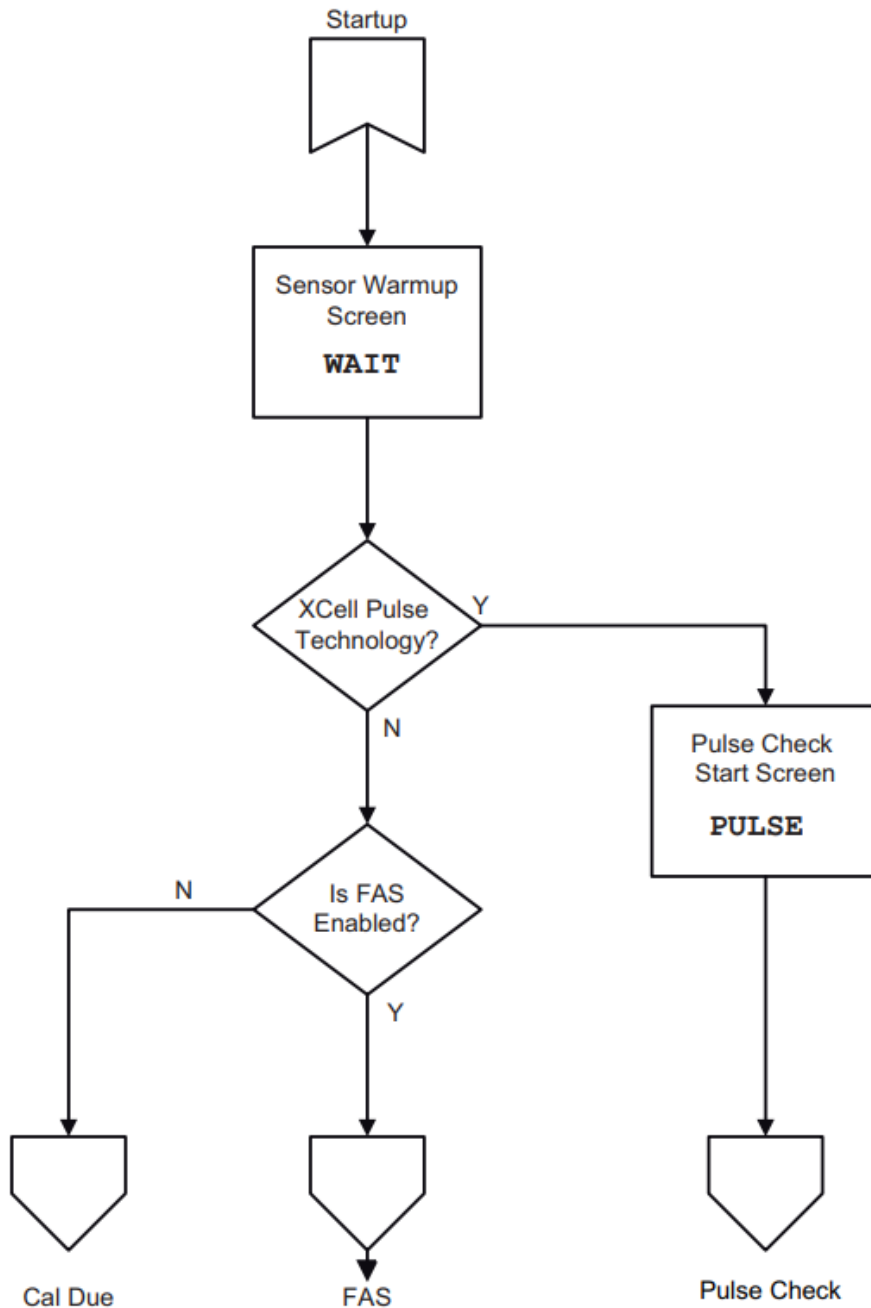 Startup
Sensor Warmup
Screen
WAIT
XCell Pulse
Technology?
Y
N
Pulse Check
Start Screen
PULSE
Is FAS
Enabled?
N
Y
Cal Due
FAS
Pulse Check